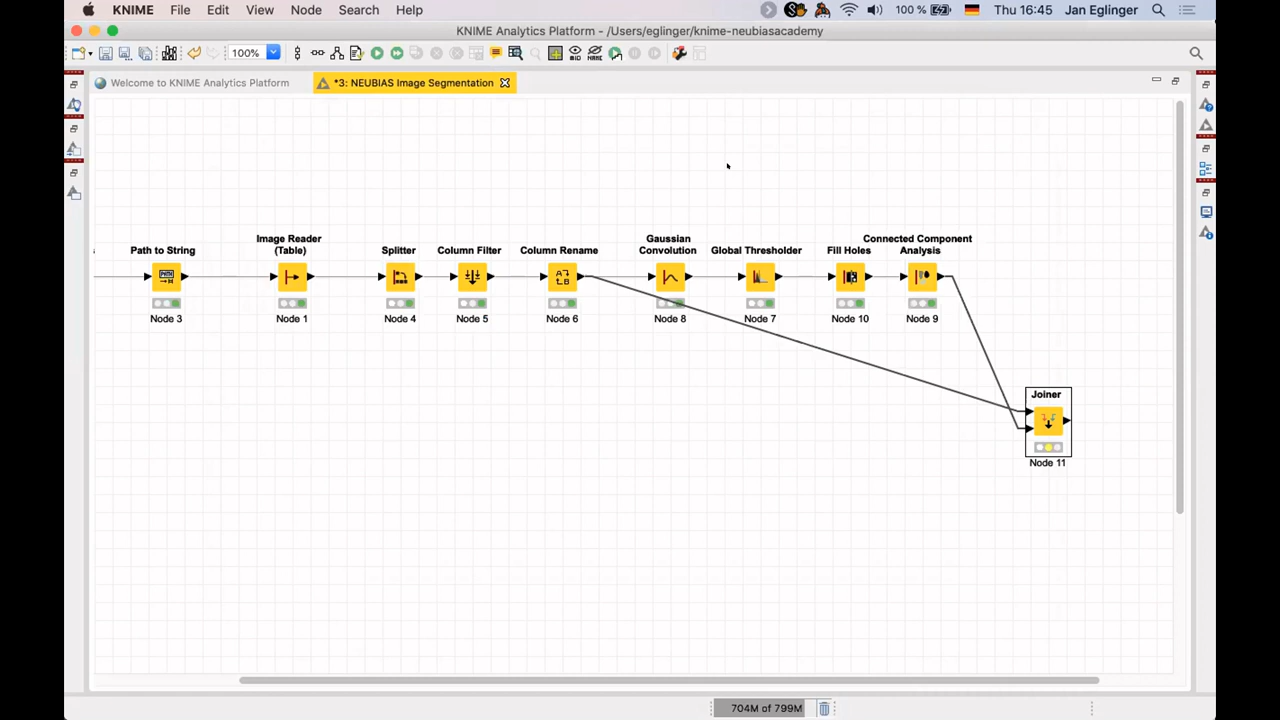 KNIME File Edit View Node Search Help 100 % Thu 16:45 Jan Eglinger
KNIME Analytics Platform - /Users/eglinger/knime-neubiasacademy
100%
Welcome to KNIME Analytics Platform *3: NEUBIAS Image Segmentation
Path to String
Node 3
Image Reader
(Table)
Node 1
Splitter
Node 4
Column Filter
Node 5
Column Rename
Node 6
Gaussian
Convolution
Node 8
Global Thresholder
Node 7
Fill Holes
Node 10
Connected Component
Analysis
Node 9
Joiner
Node 11
704M of 799M